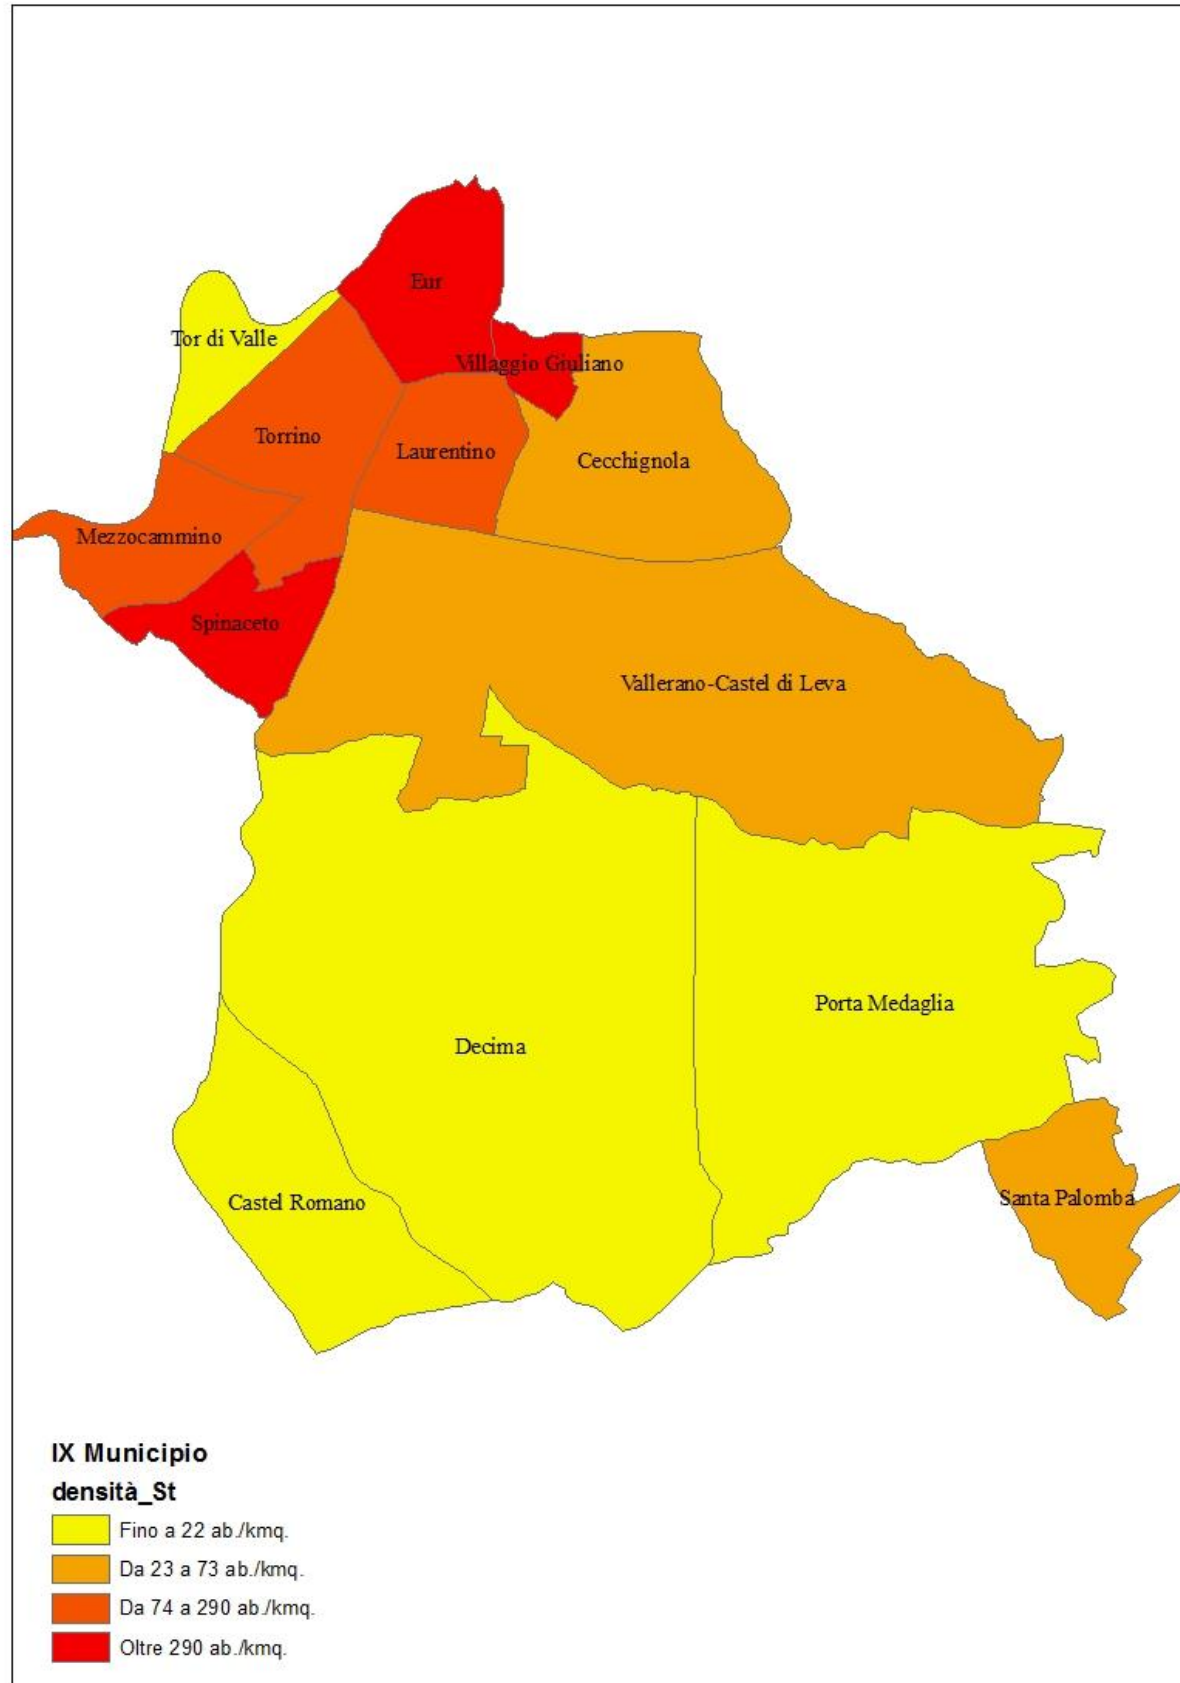 Eur
Tor di Valle
Villaggio Giuliano
Torrino
Laurentino
Cecchignola
Mezzocammino
Spinaceto
Vallerano-Castel di Leva
Porta Medaglia
Decima
Castel Romano
Santa Palomba
IX Municipio
densità_St
Fino a 22 ab./kmq.
Da 23 a 73 ab./kmq.
Da 74 a 290 ab./kmq.
Oltre 290 ab./kmq.